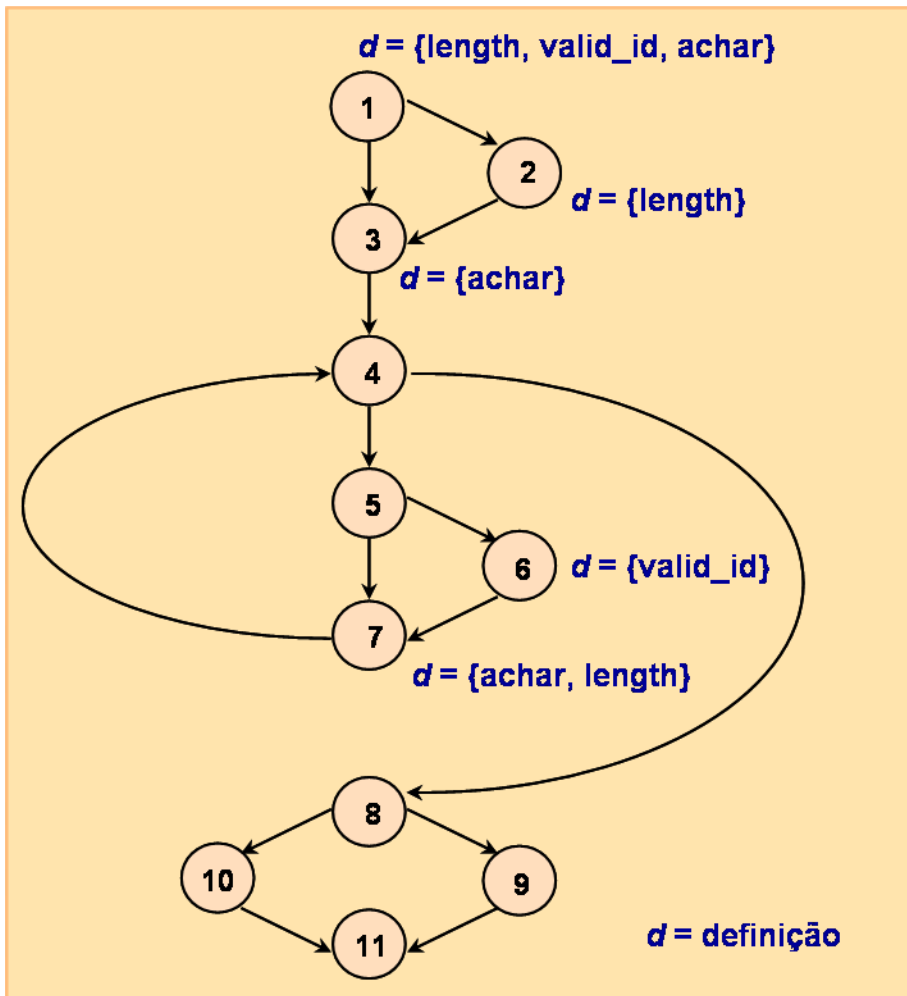 d = {length, valid_id, achar}
1
2
d = {length}
3
d = {achar}
4
5
6
d = {valid_id}
7
d = {achar, length}
8
10
9
11
d = definição